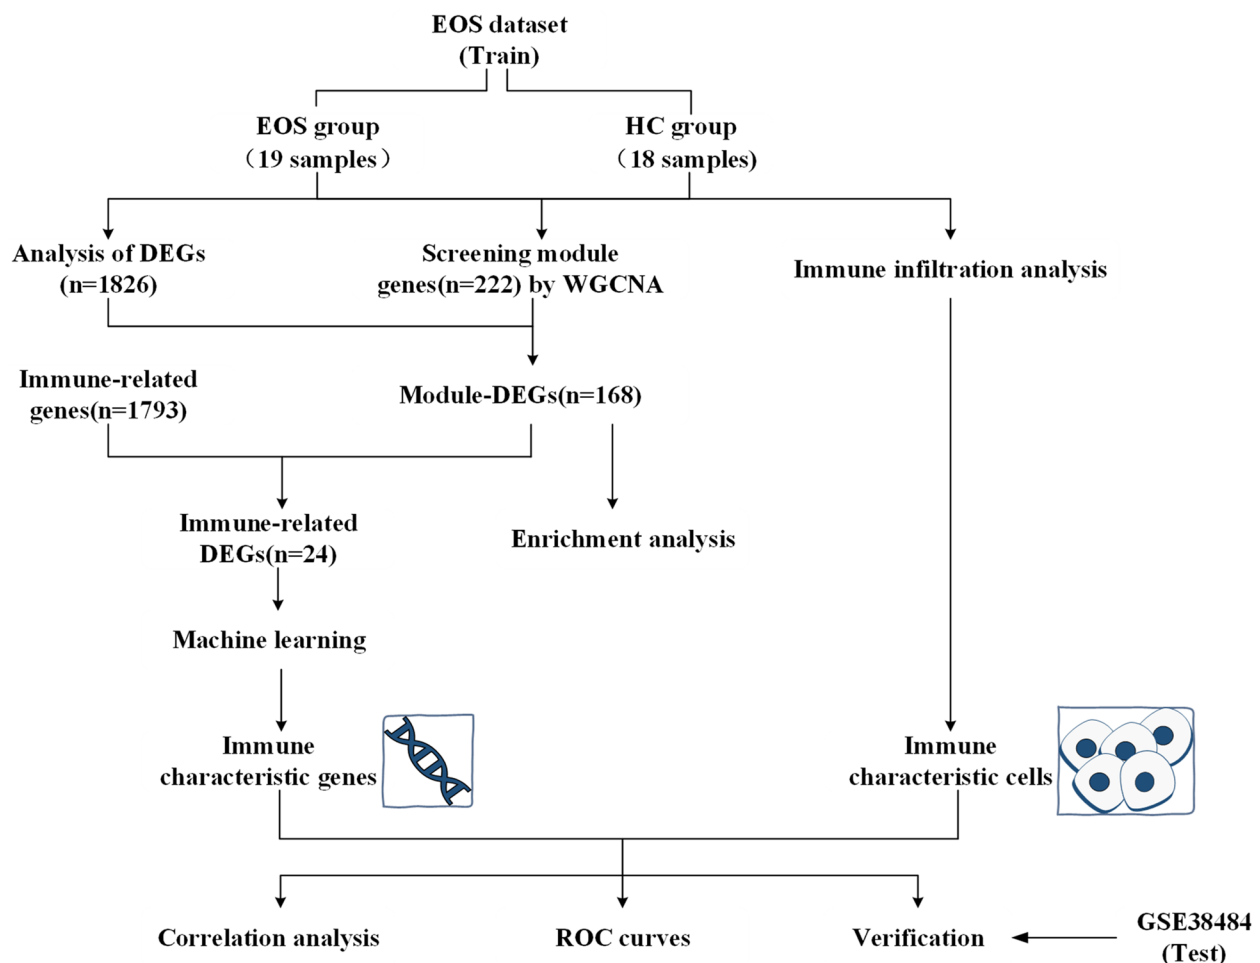 EOS dataset
(Train)
EOS group
（19 samples）
HC group
（18 samples)
Analysis of DEGs
(n=1826)
Screening module
genes(n=222) by WGCNA
Immune infiltration analysis
Immune-related
genes(n=1793)
Module-DEGs(n=168)
Immune-related
DEGs(n=24)
Enrichment analysis
Machine learning
Immune
characteristic genes
Immune
characteristic cells
Correlation analysis
ROC curves
Verification
GSE38484
(Test)